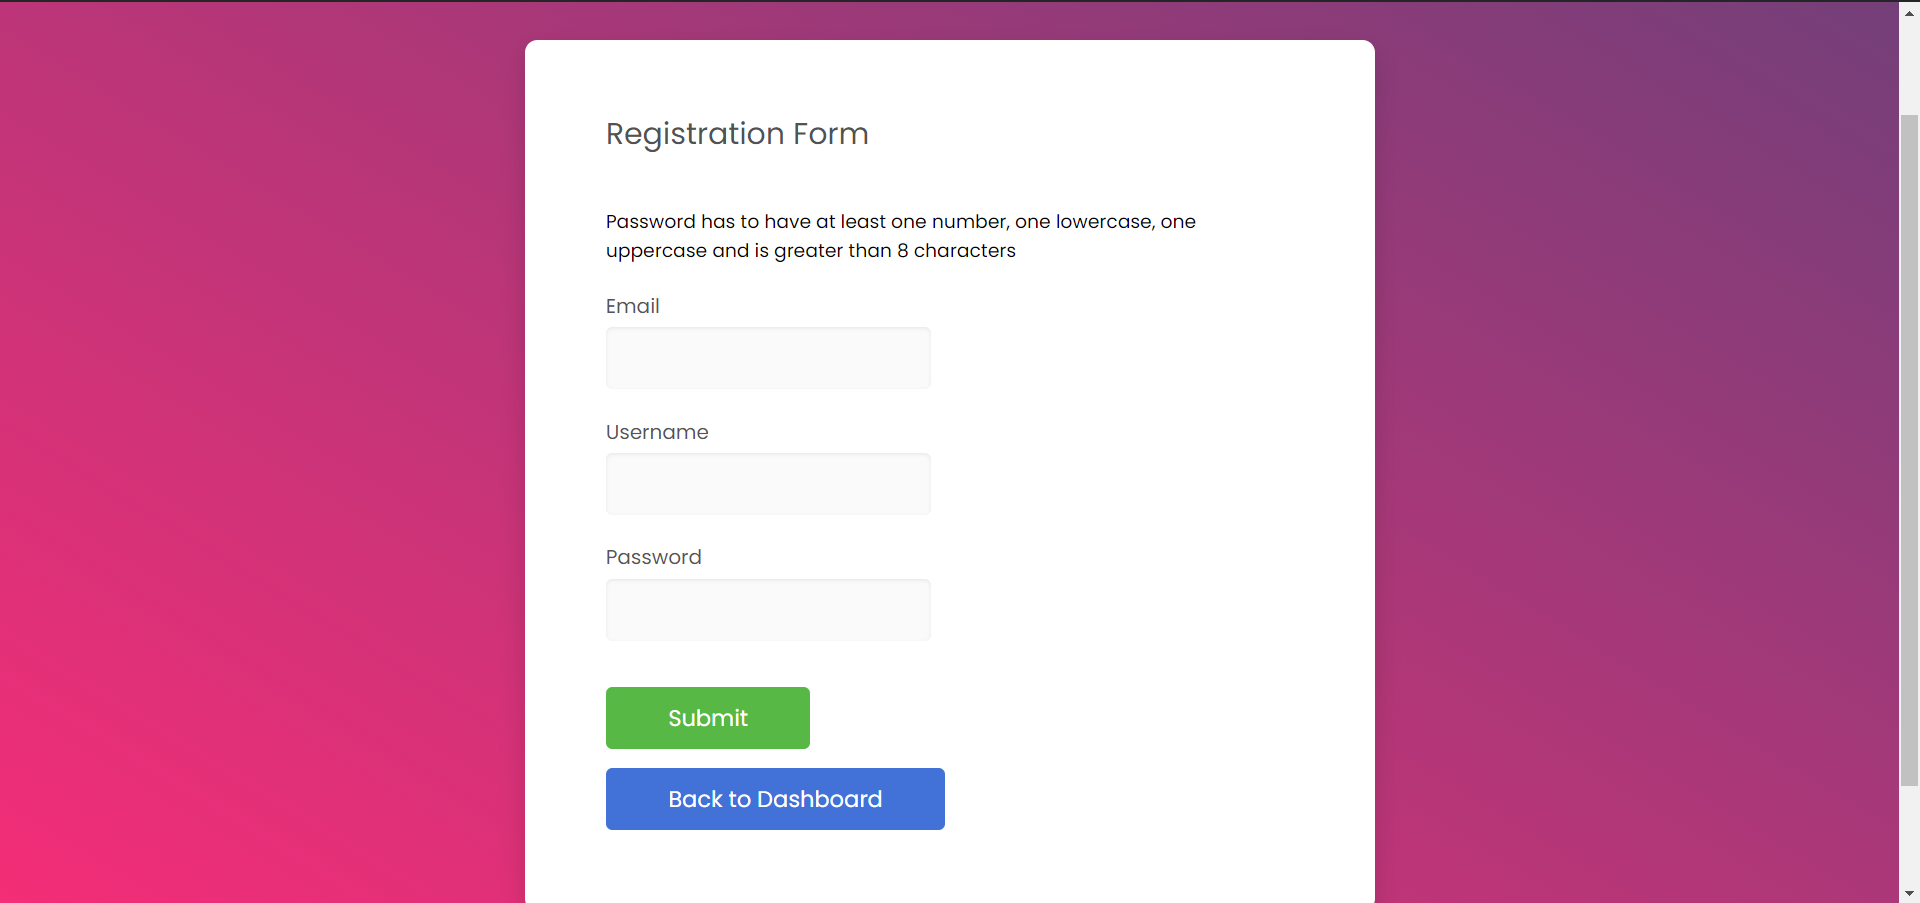 Registration Form
Password has to have at least one number, one lowercase, one
uppercase and is greater than 8 characters
Email
Username
Password
Submit
Back to Dashboard